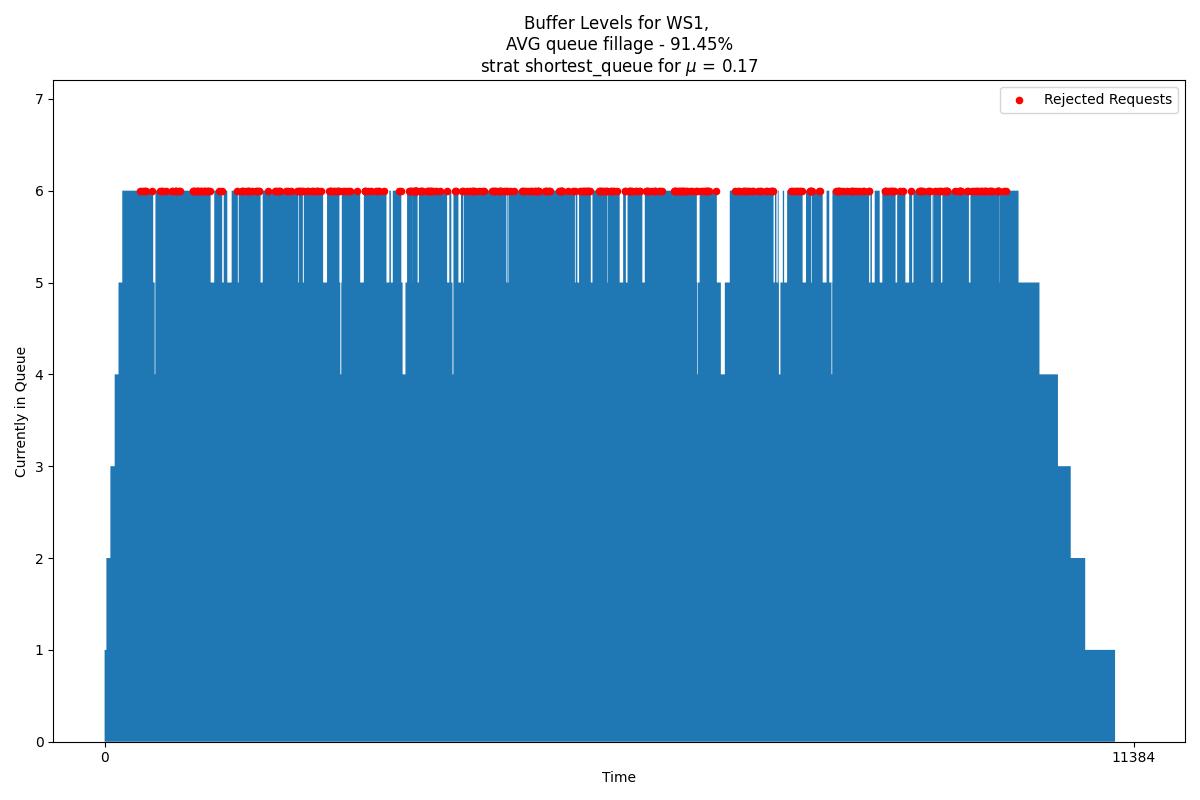 Buffer Levels for WS1,
AVG queue fillage - 91.45%
strat shortest_queue for μ = 0.17
Rejected Requests
Currently in Queue
7
6
5
4
3
2
1
0
0
11384
Time